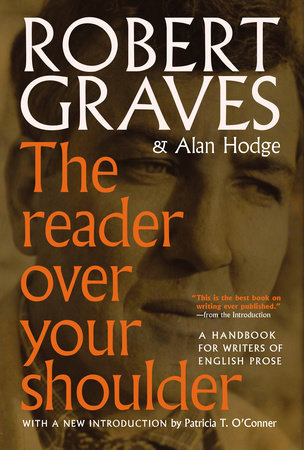 ROBERT
GRAVES
& Alan Hodge
The
reader
over
your
shoulder
"This is the best book on
writing ever published."
—from the Introduction
A HANDBOOK
FOR WRITERS OF
ENGLISH PROSE
WITH A NEW INTRODUCTION by Patricia T. O'Conner